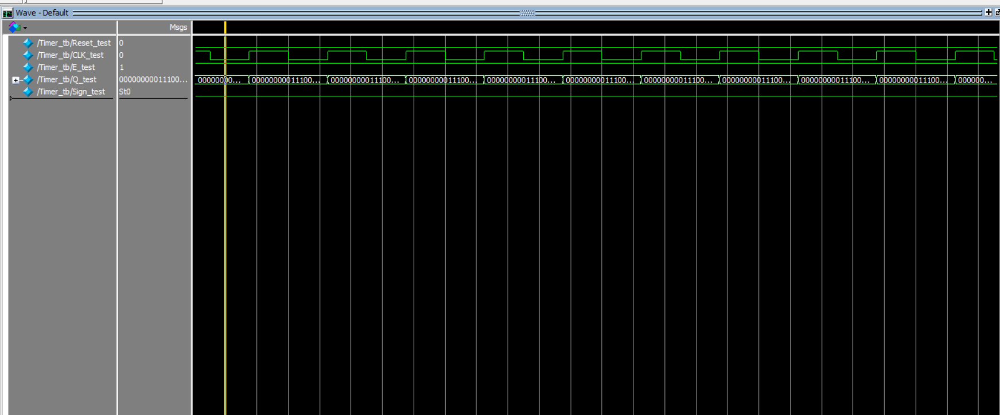 Wave - Default
Msgs
/Timer_tb/Reset_test 0
/Timer_tb/CLK_test 0
/Timer_tb/E_test 1
/Timer_tb/Q_test 00000000011100... 00000000... 00000000011100... 00000000011100... 00000000011100... 00000000011100... 00000000011100... 00000000011100... 00000000011100... 00000000011100... 00000000011100... 000000...
/Timer_tb/Sign_test St0